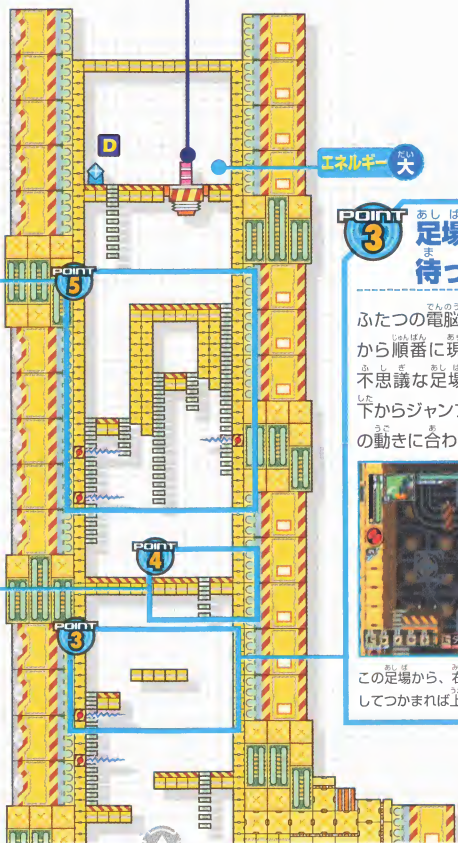 D
エネルギー 大
POINT 5
POINT 4
POINT 3
POINT 3
足場
待つ
ふたつの電脳
から順番に現
不思議な足場
下からジャンプ
の動きに合わ
この足場から、右
してつかまれば上